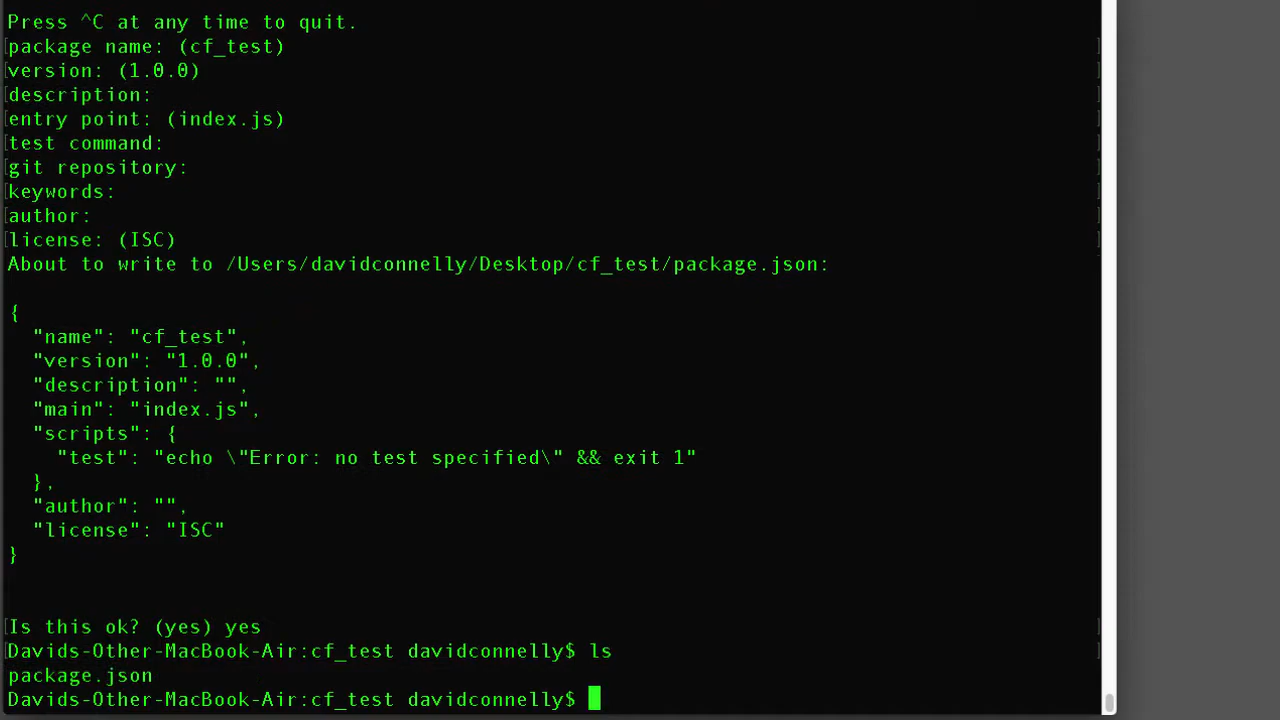 Press ^C at any time to quit.
package name: (cf_test)
version: (1.0.0)
description:
entry point: (index.js)
test command:
git repository:
keywords:
author:
license: (ISC)
About to write to /Users/davidconnelly/Desktop/cf_test/package.json:
{
  "name": "cf_test",
  "version": "1.0.0",
  "description": "",
  "main": "index.js",
  "scripts": {
    "test": "echo \"Error: no test specified\" && exit 1"
  },
  "author": "",
  "license": "ISC"
}
Is this ok? (yes) yes
Davids-Other-MacBook-Air:cf_test davidconnelly$ ls
package.json
Davids-Other-MacBook-Air:cf_test davidconnelly$